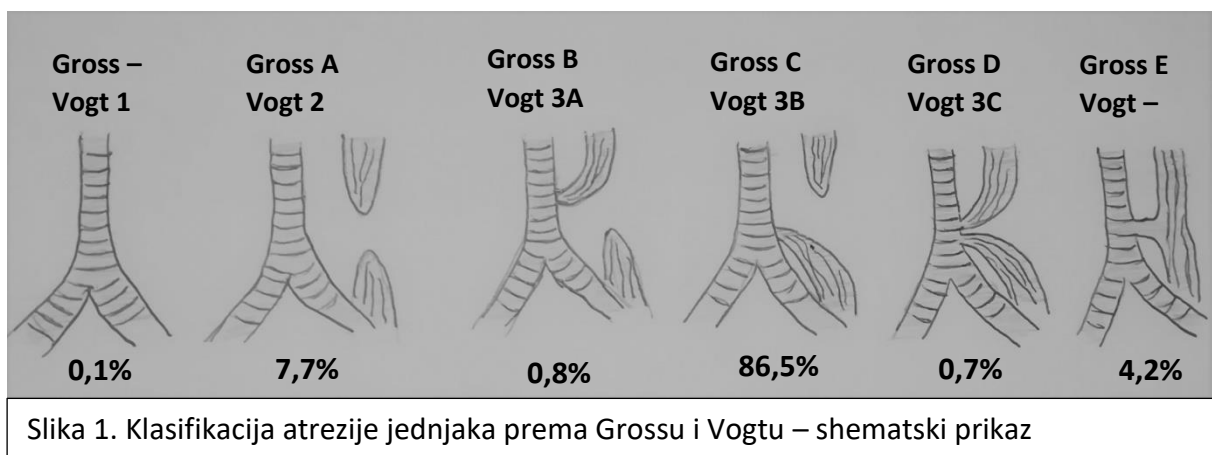 Gross –
Vogt 1
Gross A
Vogt 2
Gross B
Vogt 3A
Gross C
Vogt 3B
Gross D
Vogt 3C
Gross E
Vogt –
0,1%
7,7%
0,8%
86,5%
0,7%
4,2%
Slika 1. Klasifikacija atrezije jednjaka prema Grossu i Vogtu – shematski prikaz